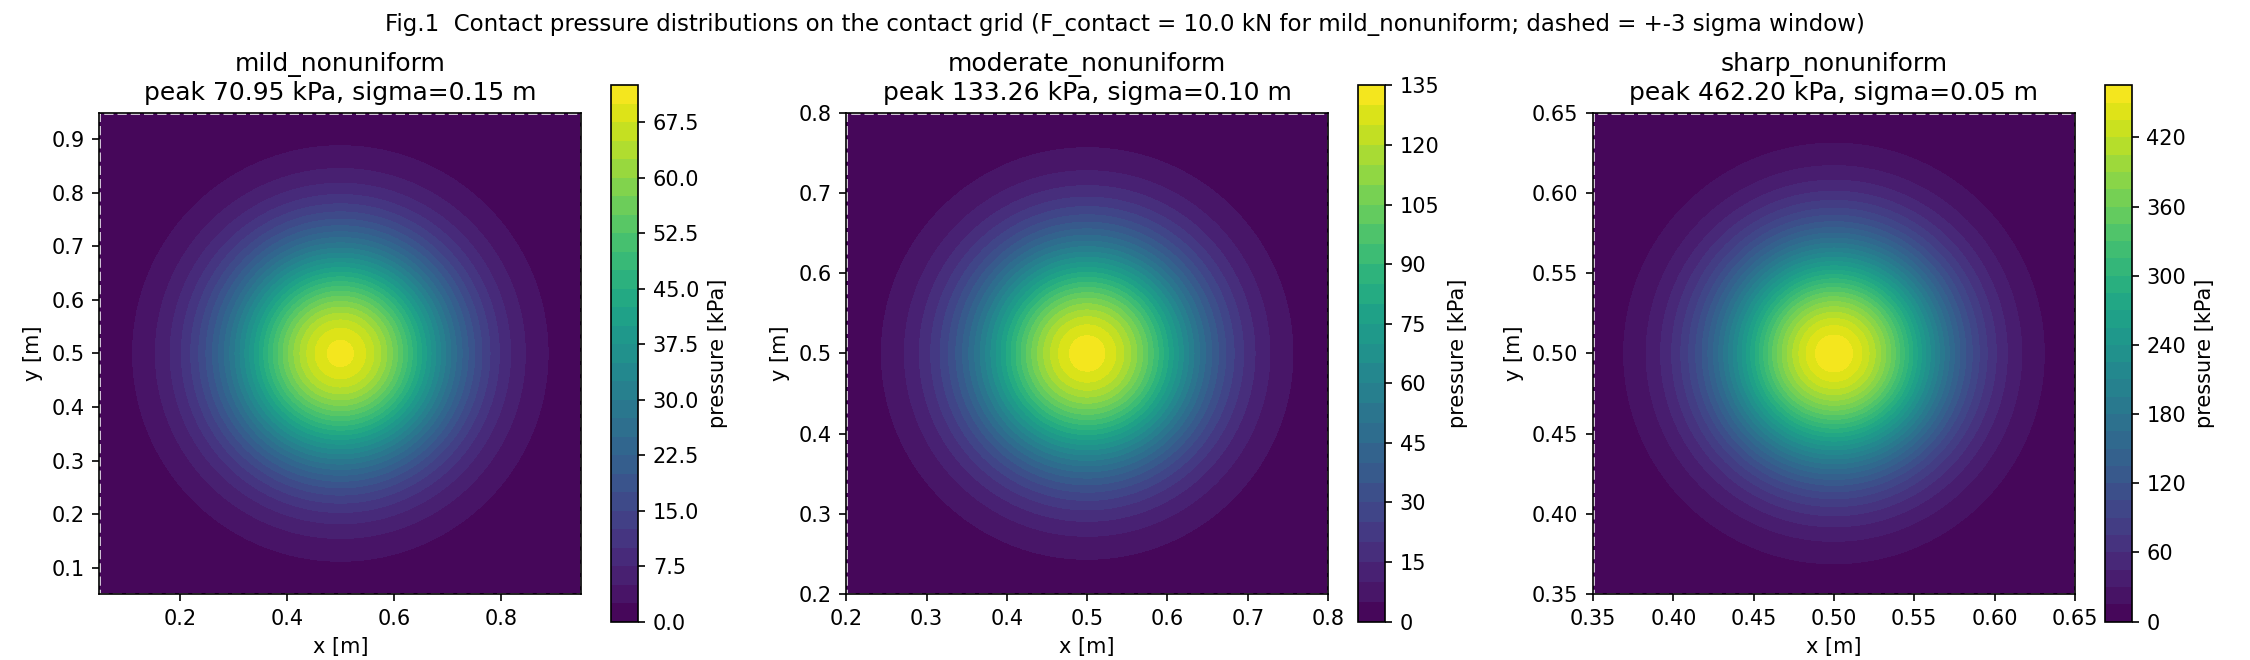 Fig.1  Contact pressure distributions on the contact grid (F_contact = 10.0 kN for mild_nonuniform; dashed = +-3 sigma window)
mild_nonuniform
peak 70.95 kPa, sigma=0.15 m
0.9
0.8
0.7
0.6
0.5
0.4
0.3
0.2
0.1
y [m]
0.2 0.4 0.6 0.8
x [m]
67.5
60.0
52.5
45.0
37.5
30.0
22.5
15.0
7.5
0.0
pressure [kPa]
moderate_nonuniform
peak 133.26 kPa, sigma=0.10 m
0.8
0.7
0.6
0.5
0.4
0.3
0.2
y [m]
0.2 0.3 0.4 0.5 0.6 0.7 0.8
x [m]
135
120
105
90
75
60
45
30
15
0
pressure [kPa]
sharp_nonuniform
peak 462.20 kPa, sigma=0.05 m
0.65
0.60
0.55
0.50
0.45
0.40
0.35
y [m]
0.35 0.40 0.45 0.50 0.55 0.60 0.65
x [m]
420
360
300
240
180
120
60
0
pressure [kPa]